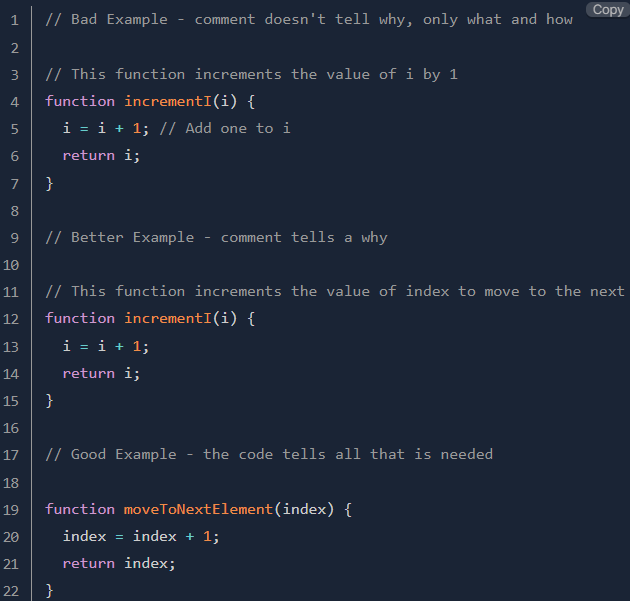 Copy
1 // Bad Example - comment doesn't tell why, only what and how
2
3 // This function increments the value of i by 1
4 function incrementI(i) {
5   i = i + 1; // Add one to i
6   return i;
7 }
8
9 // Better Example - comment tells a why
10
11 // This function increments the value of index to move to the next
12 function incrementI(i) {
13   i = i + 1;
14   return i;
15 }
16
17 // Good Example - the code tells all that is needed
18
19 function moveToNextElement(index) {
20   index = index + 1;
21   return index;
22 }